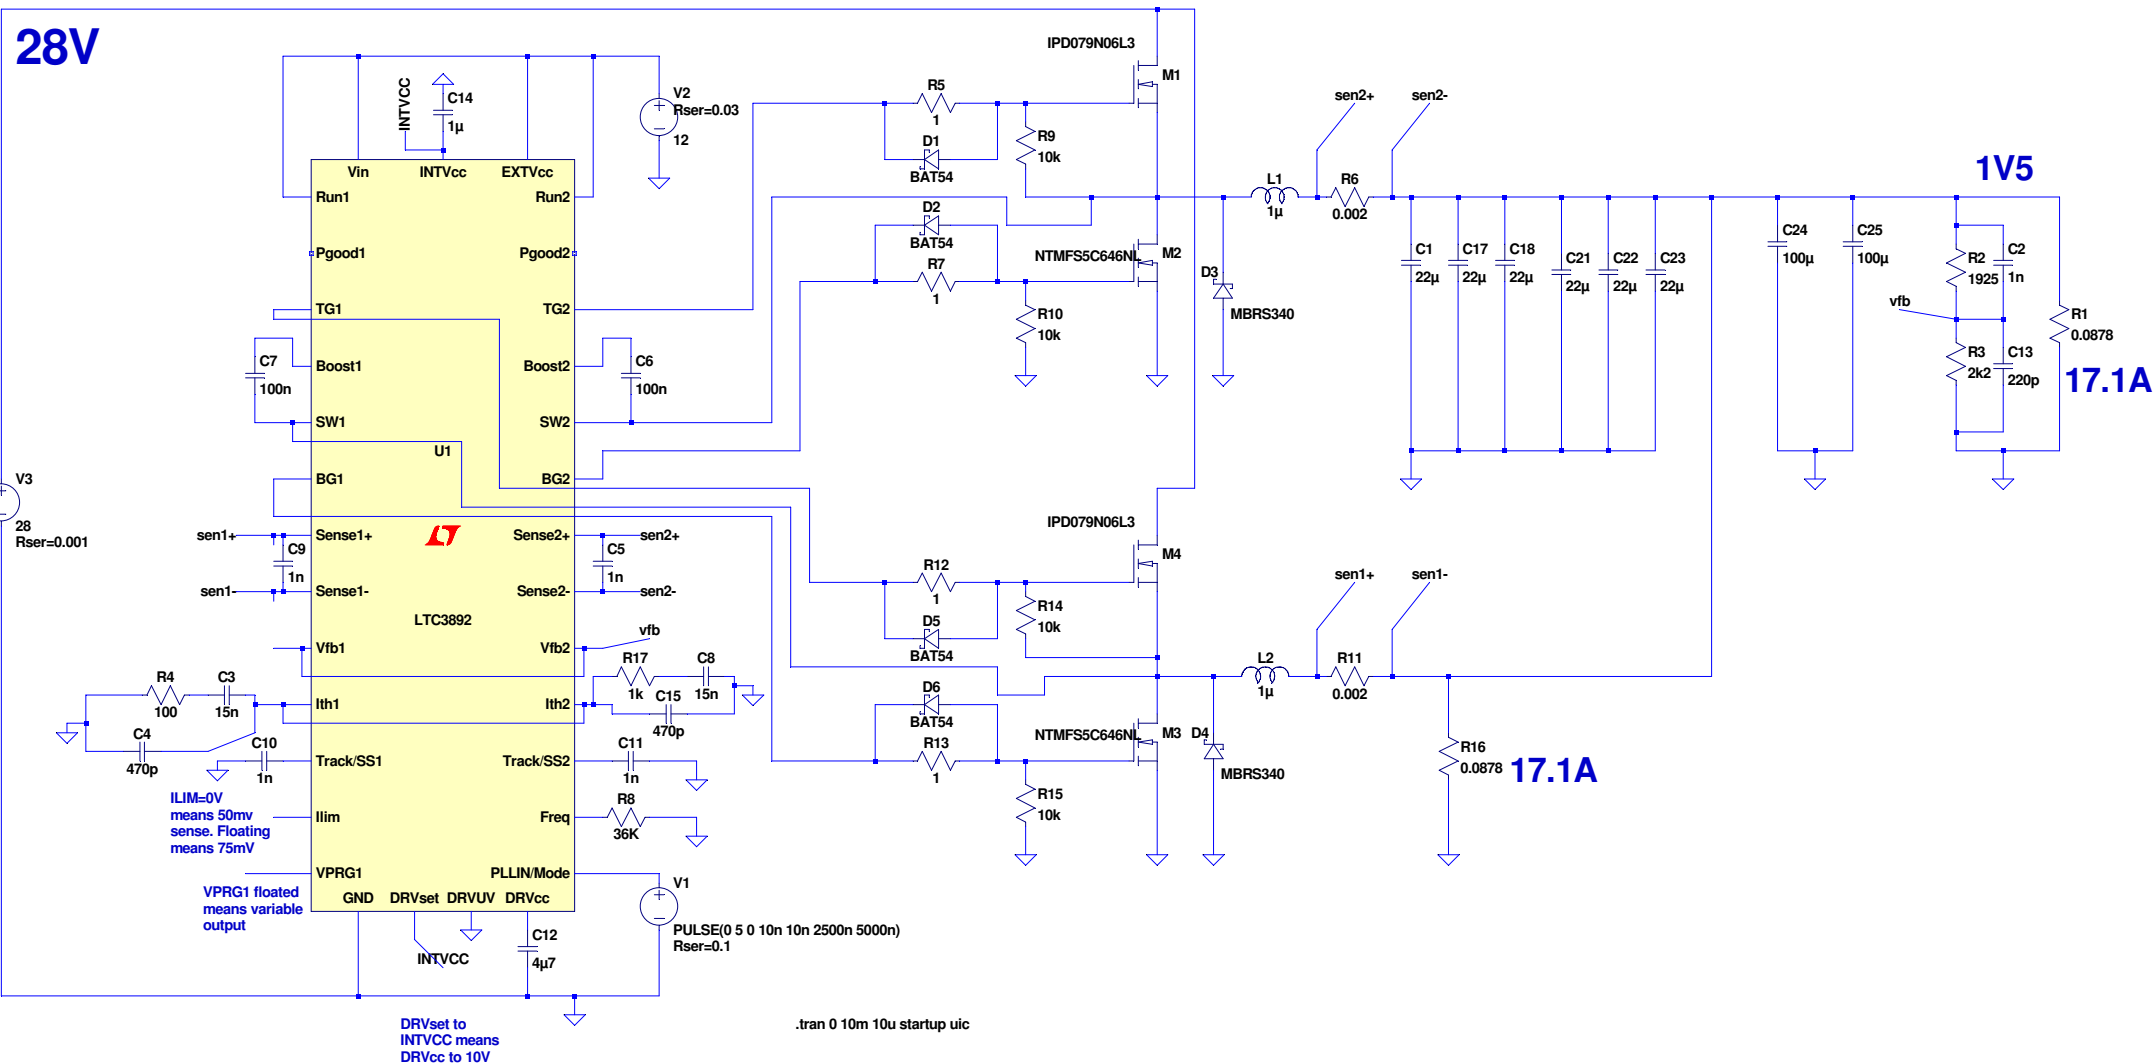 28V
INTVCC
C14
1µ
V2
Rser=0.03
12
Vin
INTVcc
EXTVcc
Run1
Run2
Pgood1
Pgood2
TG1
TG2
Boost1
Boost2
C7
100n
C6
100n
SW1
SW2
U1
BG1
BG2
V3
28
Rser=0.001
sen1+
Sense1+
Sense2+
sen2+
C9
1n
C5
1n
sen1-
Sense1-
Sense2-
sen2-
LTC3892
Vfb1
Vfb2
vfb
R4
100
C3
15n
R17
1k
C8
15n
Ith1
Ith2
C15
470p
C4
470p
C10
1n
Track/SS1
Track/SS2
C11
1n
ILIM=0V
means 50mv
sense. Floating
means 75mV
Ilim
Freq
R8
36K
VPRG1
PLLIN/Mode
VPRG1 floated
means variable
output
GND
DRVset
DRVUV
DRVcc
V1
PULSE(0 5 0 10n 10n 2500n 5000n)
Rser=0.1
INTVCC
C12
4µ7
DRVset to
INTVCC means
DRVcc to 10V
.tran 0 10m 10u startup uic
IPD079N06L3
M1
R5
1
D1
BAT54
R9
10k
D2
BAT54
R7
1
NTMFS5C646NL
M2
R10
10k
D3
MBRS340
L1
1µ
sen2+
sen2-
R6
0.002
C1
22µ
C17
22µ
C18
22µ
C21
22µ
C22
22µ
C23
22µ
C24
100µ
C25
100µ
1V5
R2
1925
C2
1n
vfb
R3
2k2
C13
220p
R1
0.0878
17.1A
IPD079N06L3
M4
R12
1
D5
BAT54
R14
10k
D6
BAT54
R13
1
NTMFS5C646NL
M3
R15
10k
D4
MBRS340
L2
1µ
sen1+
sen1-
R11
0.002
R16
0.0878
17.1A